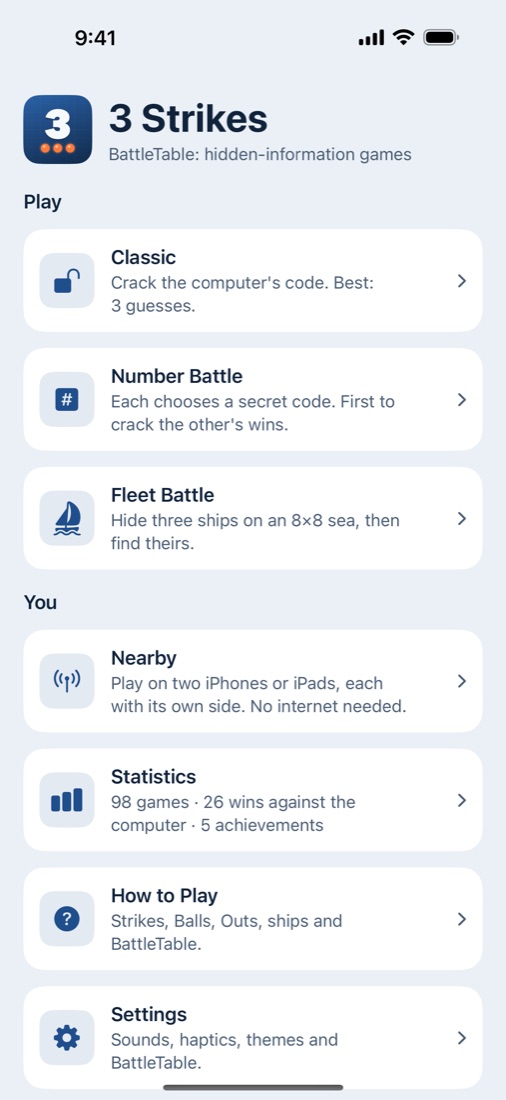 9:41
3
3 Strikes
BattleTable: hidden-information games
Play
Classic
Crack the computer's code. Best:
3 guesses.
#
Number Battle
Each chooses a secret code. First to
crack the other's wins.
Fleet Battle
Hide three ships on an 8×8 sea, then
find theirs.
You
Nearby
Play on two iPhones or iPads, each
with its own side. No internet needed.
Statistics
98 games · 26 wins against the
computer · 5 achievements
?
How to Play
Strikes, Balls, Outs, ships and
BattleTable.
Settings
Sounds, haptics, themes and
BattleTable.